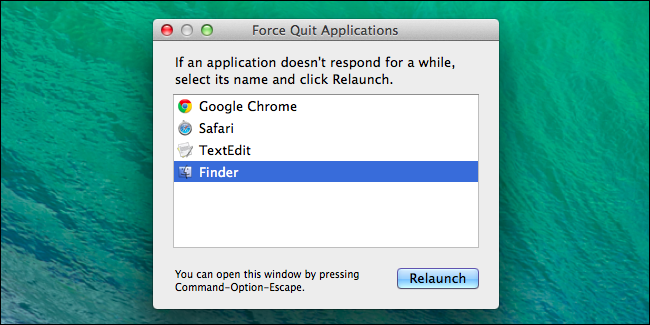 Force Quit Applications
If an application doesn't respond for a while,
select its name and click Relaunch.
Google Chrome
Safari
TextEdit
Finder
You can open this window by pressing
Command-Option-Escape.
Relaunch